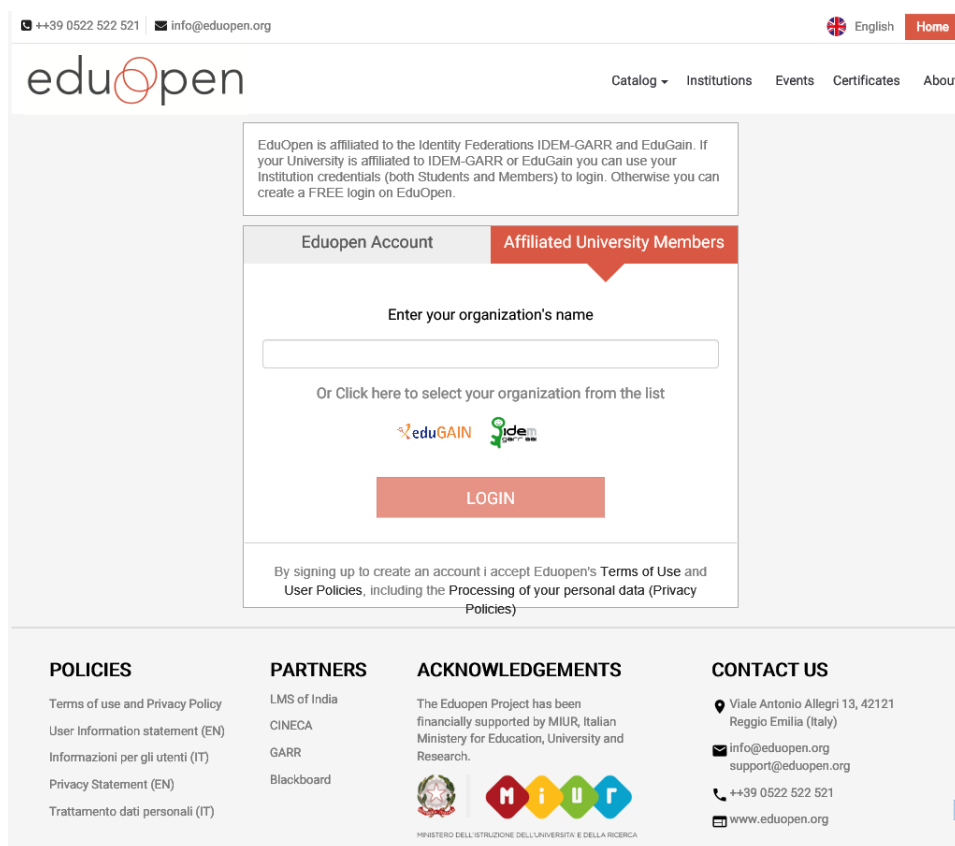 ++39 0522 522 521 info@eduopen.org English Home
eduOpen
Catalog Institutions Events Certificates About
EduOpen is affiliated to the Identity Federations IDEM-GARR and EduGain. If
your University is affiliated to IDEM-GARR or EduGain you can use your
Institution credentials (both Students and Members) to login. Otherwise you can
create a FREE login on EduOpen.
Eduopen Account Affiliated University Members
Enter your organization's name
Or Click here to select your organization from the list
eduGAIN idem
garr aai
LOGIN
By signing up to create an account i accept Eduopen's Terms of Use and
User Policies, including the Processing of your personal data (Privacy
Policies)
POLICIES
Terms of use and Privacy Policy
User Information statement (EN)
Informazioni per gli utenti (IT)
Privacy Statement (EN)
Trattamento dati personali (IT)
PARTNERS
LMS of India
CINECA
GARR
Blackboard
ACKNOWLEDGEMENTS
The Eduopen Project has been
financially supported by MIUR, Italian
Ministery for Education, University and
Research.
MiUr
MINISTERO DELL'ISTRUZIONE DELL'UNIVERSITA' E DELLA RICERCA
CONTACT US
Viale Antonio Allegri 13, 42121
Reggio Emilia (Italy)
info@eduopen.org
support@eduopen.org
++39 0522 522 521
www.eduopen.org